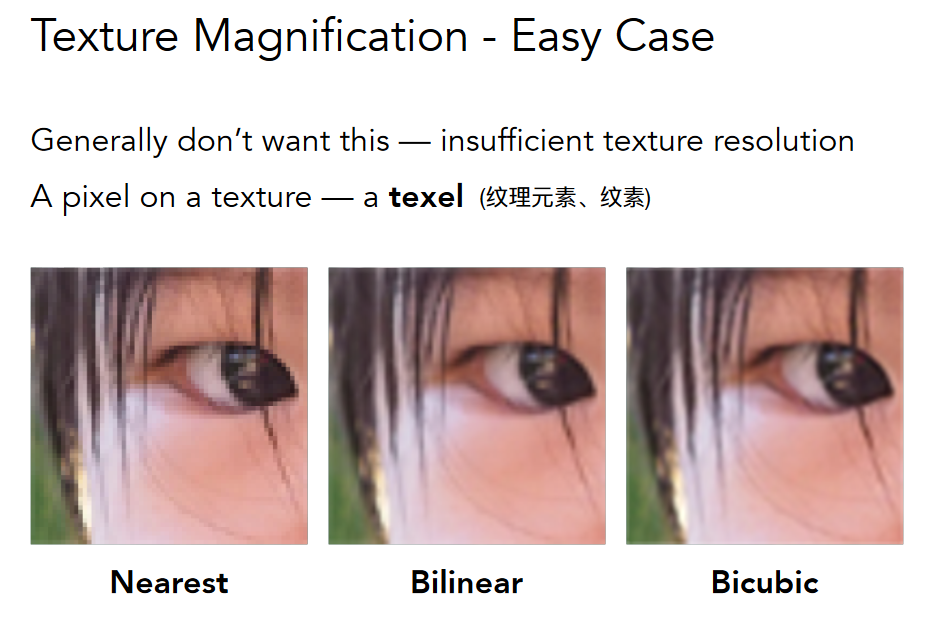 Texture Magnification - Easy Case
Generally don’t want this — insufficient texture resolution
A pixel on a texture — a texel (纹理元素、纹素)
Nearest
Bilinear
Bicubic